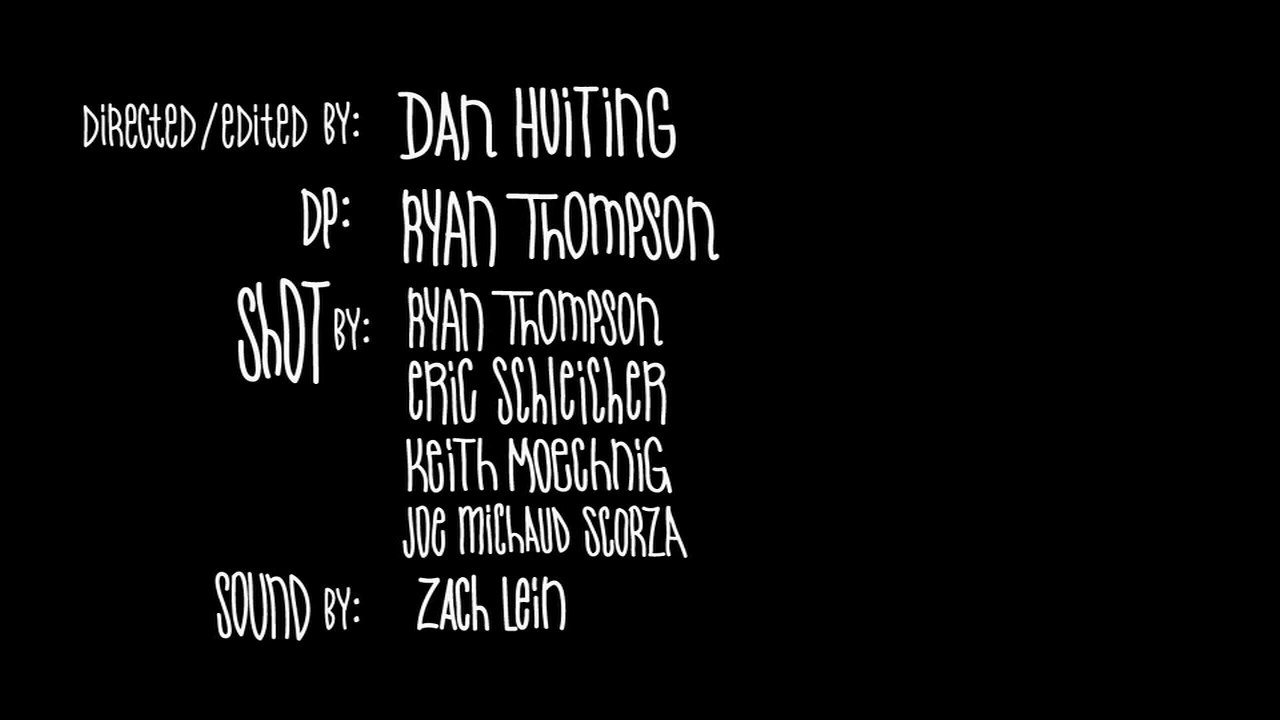 DiRECtED/EDitED BY: DAn HUiTinG
DP: RYAn ThOmPSOn
ShOT BY: RYAn ThOmPSOn
ERiC SChlEiChER
KEiTh MOEChniG
JOE MiChAUD SCORZA
SOUnD BY: ZACh LEin